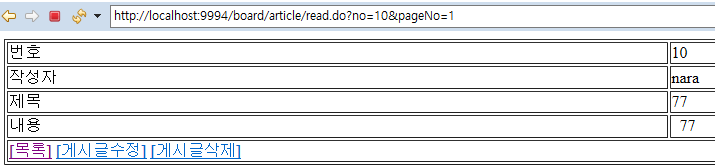 http://localhost:9994/board/article/read.do?no=10&pageNo=1
번호 10
작성자 nara
제목 77
내용 77
[목록] [게시글수정] [게시글삭제]